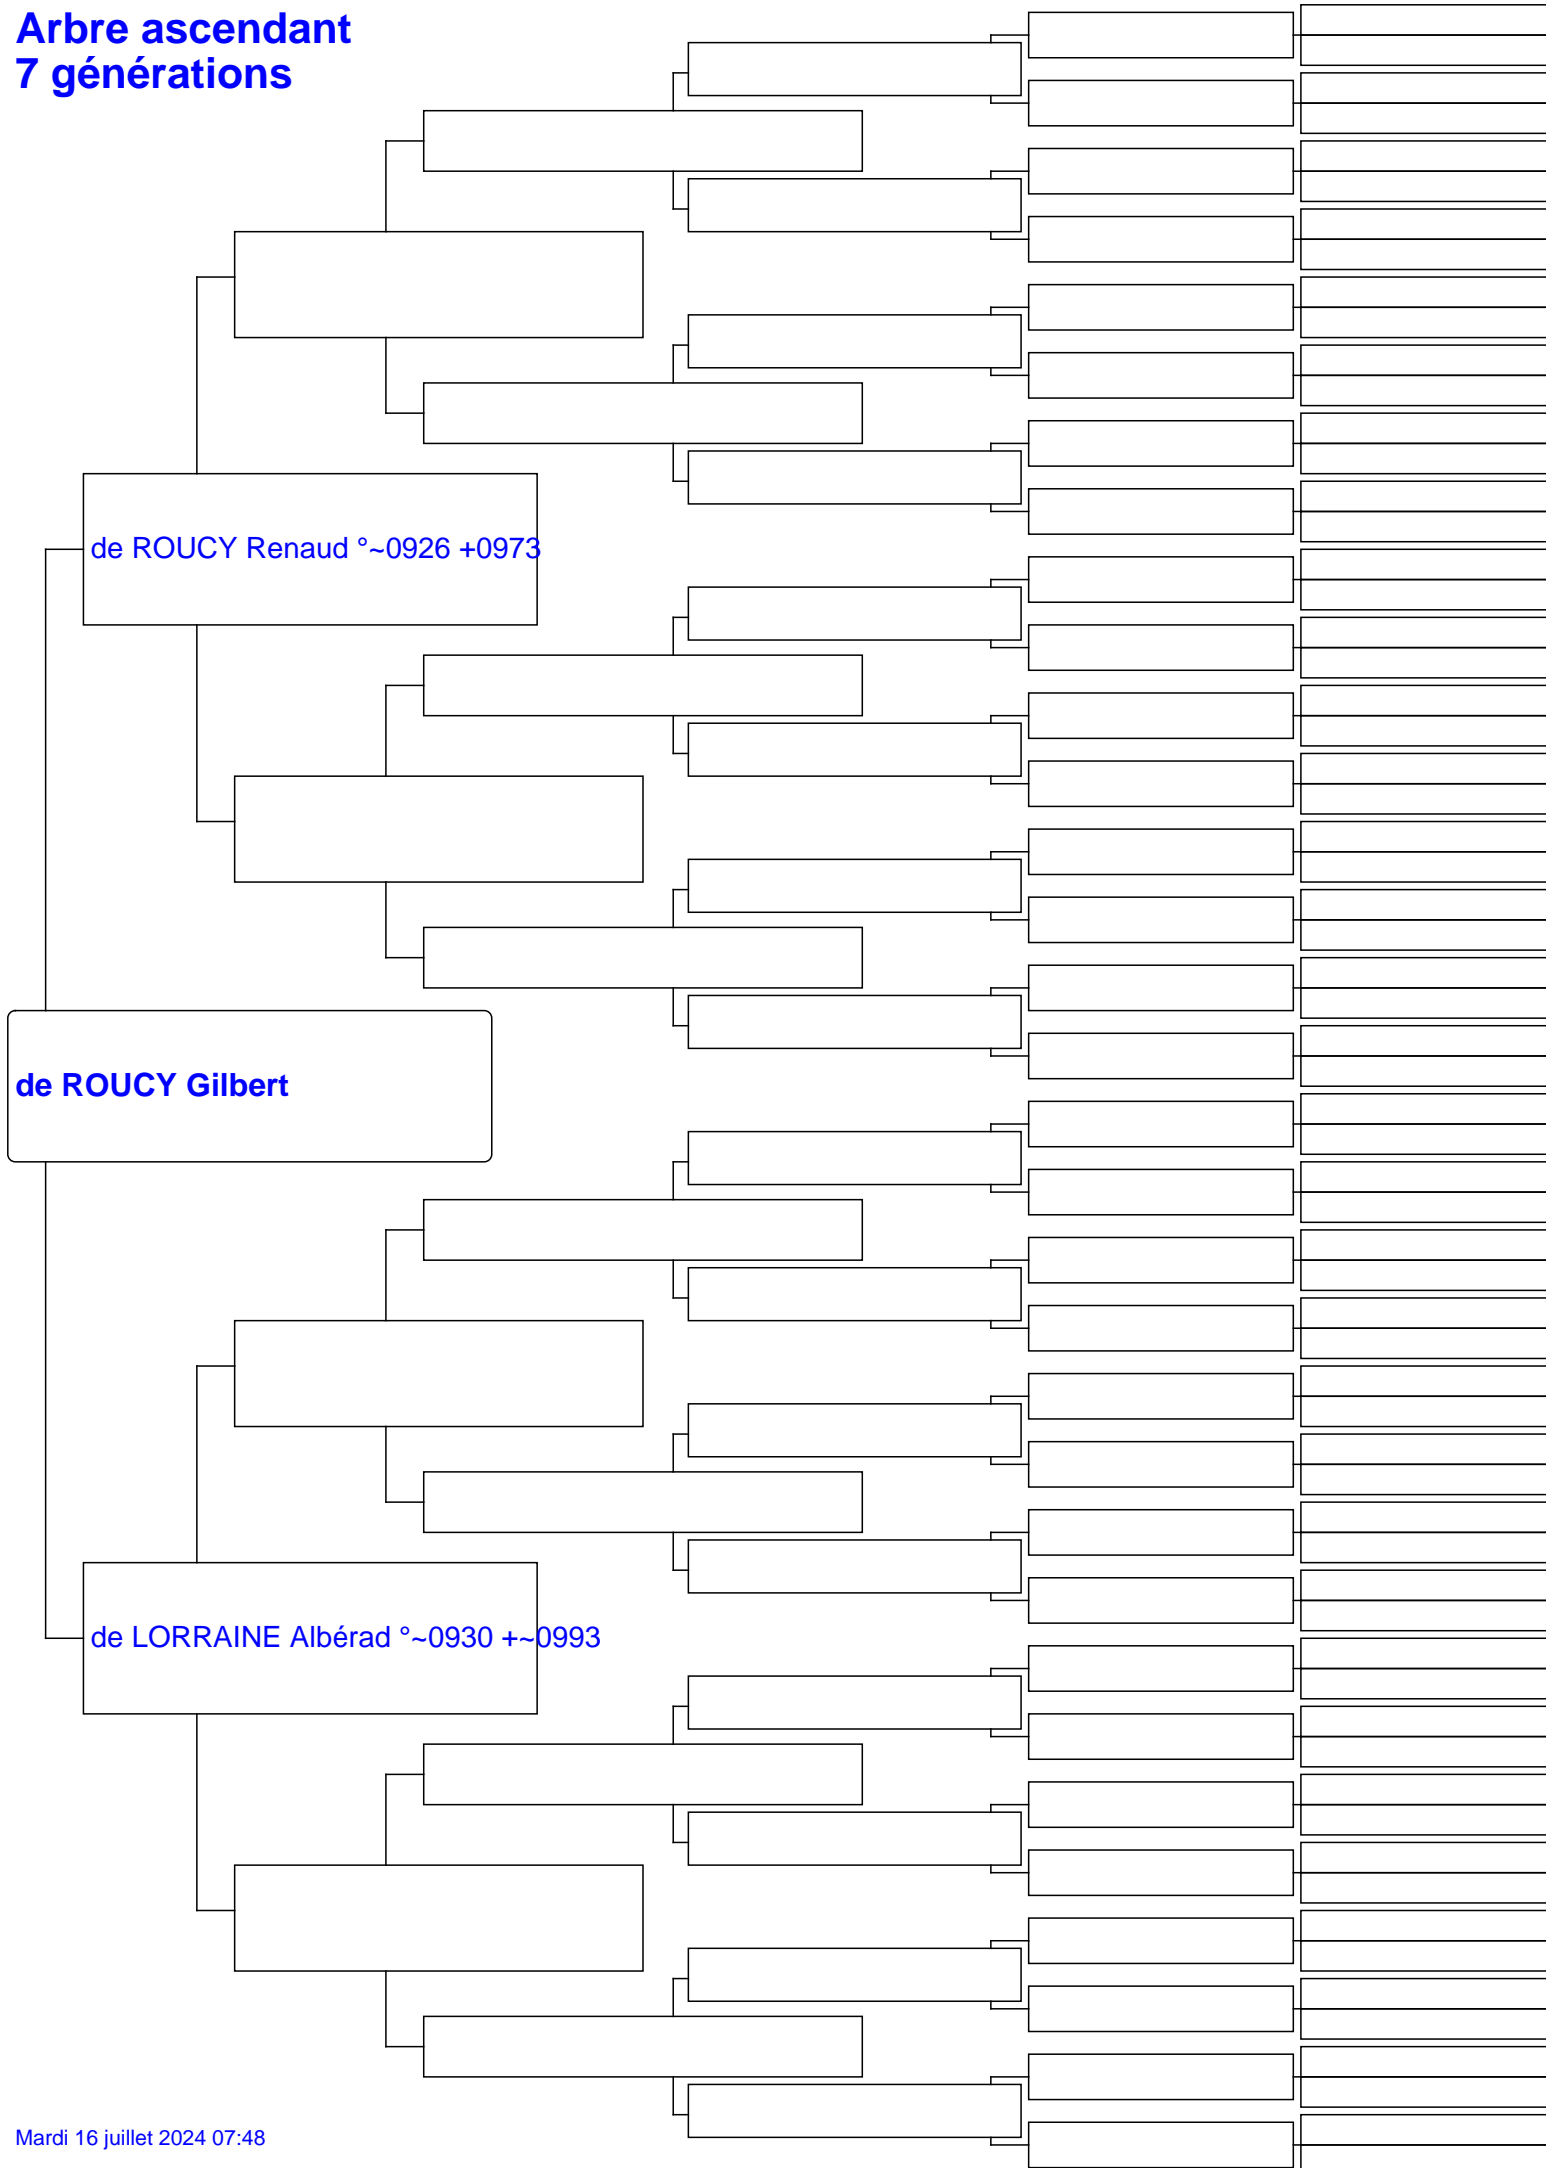 Arbre ascendant
7 générations
de ROUCY Renaud °~0926 +0973
de ROUCY Gilbert
de LORRAINE Albérad °~0930 +~0993
Mardi 16 juillet 2024 07:48